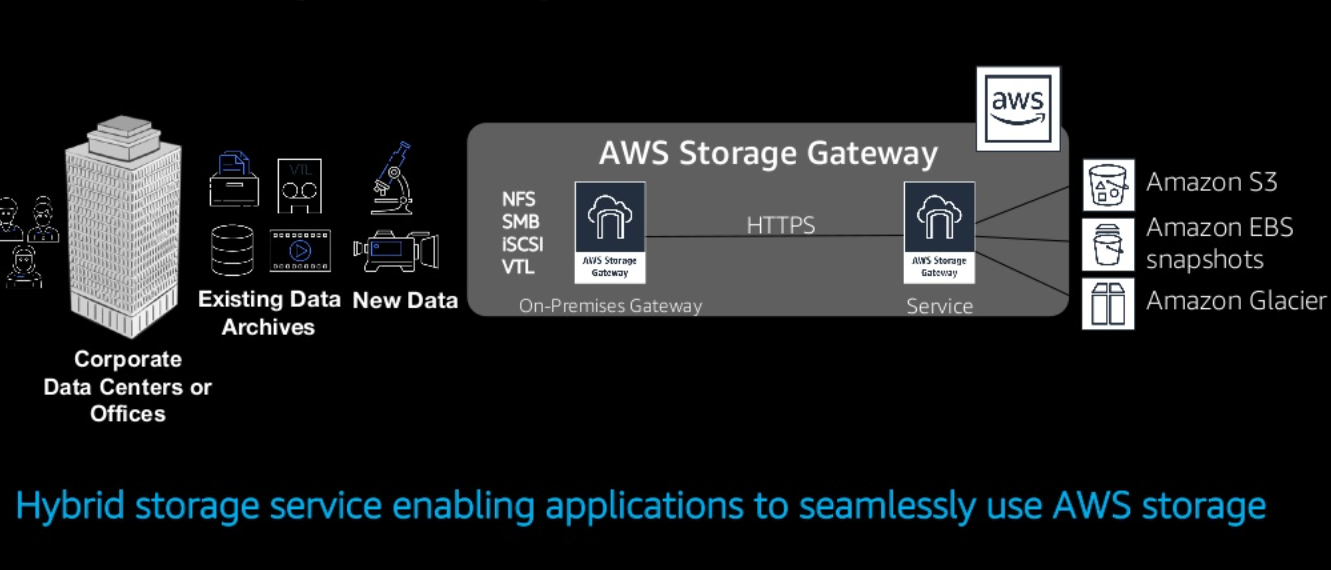 aws
AWS Storage Gateway
VTL
NFS
SMB
iSCSI
VTL
HTTPS
AWS Storage
Gateway
AWS Storage
Gateway
On-Premises Gateway
Service
Amazon S3
Amazon EBS
snapshots
Amazon Glacier
Existing Data
Archives
New Data
Corporate
Data Centers or
Offices
Hybrid storage service enabling applications to seamlessly use AWS storage